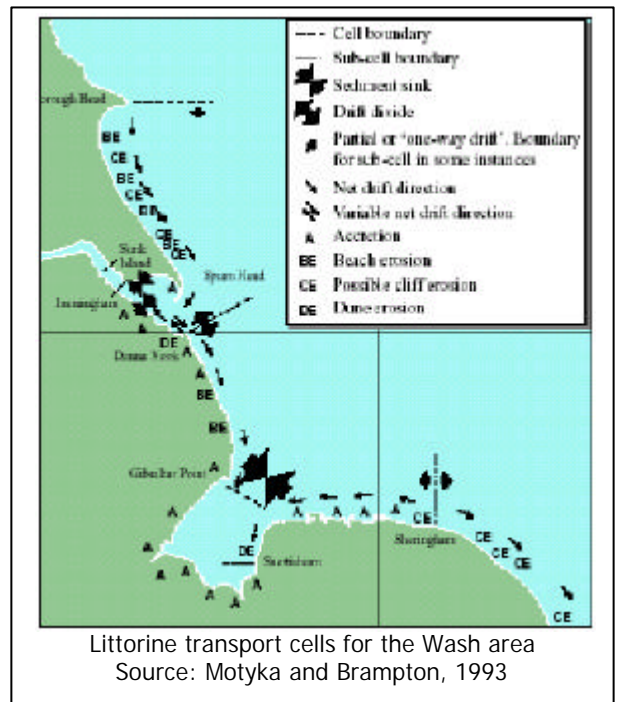 Cell boundary
Sub-cell boundary
Sediment sink
Drift divide
Partial or "one-way drift". Boundary
for sub-cell in some instances
Net drift direction
Variable net drift direction
A Accretion
BE Beach erosion
CE Possible cliff erosion
DE Dune erosion
orough Head
BE
CE
BE
CE
CE
BE
CE
Sunk
Island
Spurn Head
A
Immingham
A
A
DE
Donna Nook
A
A
BE
BE
Gibraltar Point
A
A
A
A
A
A
A
A
DE
Snettisham
A
A
A
A
CE
Sheringham
CE
CE
CE
CE
Littorine transport cells for the Wash area
Source: Motyka and Brampton, 1993